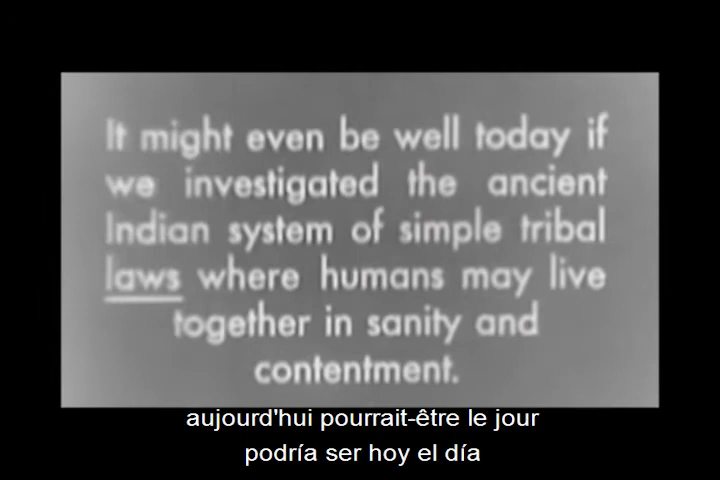 It might even be well today if
we investigated the ancient
Indian system of simple tribal
laws where humans may live
together in sanity and
contentment.
aujourd'hui pourrait-être le jour
podría ser hoy el día